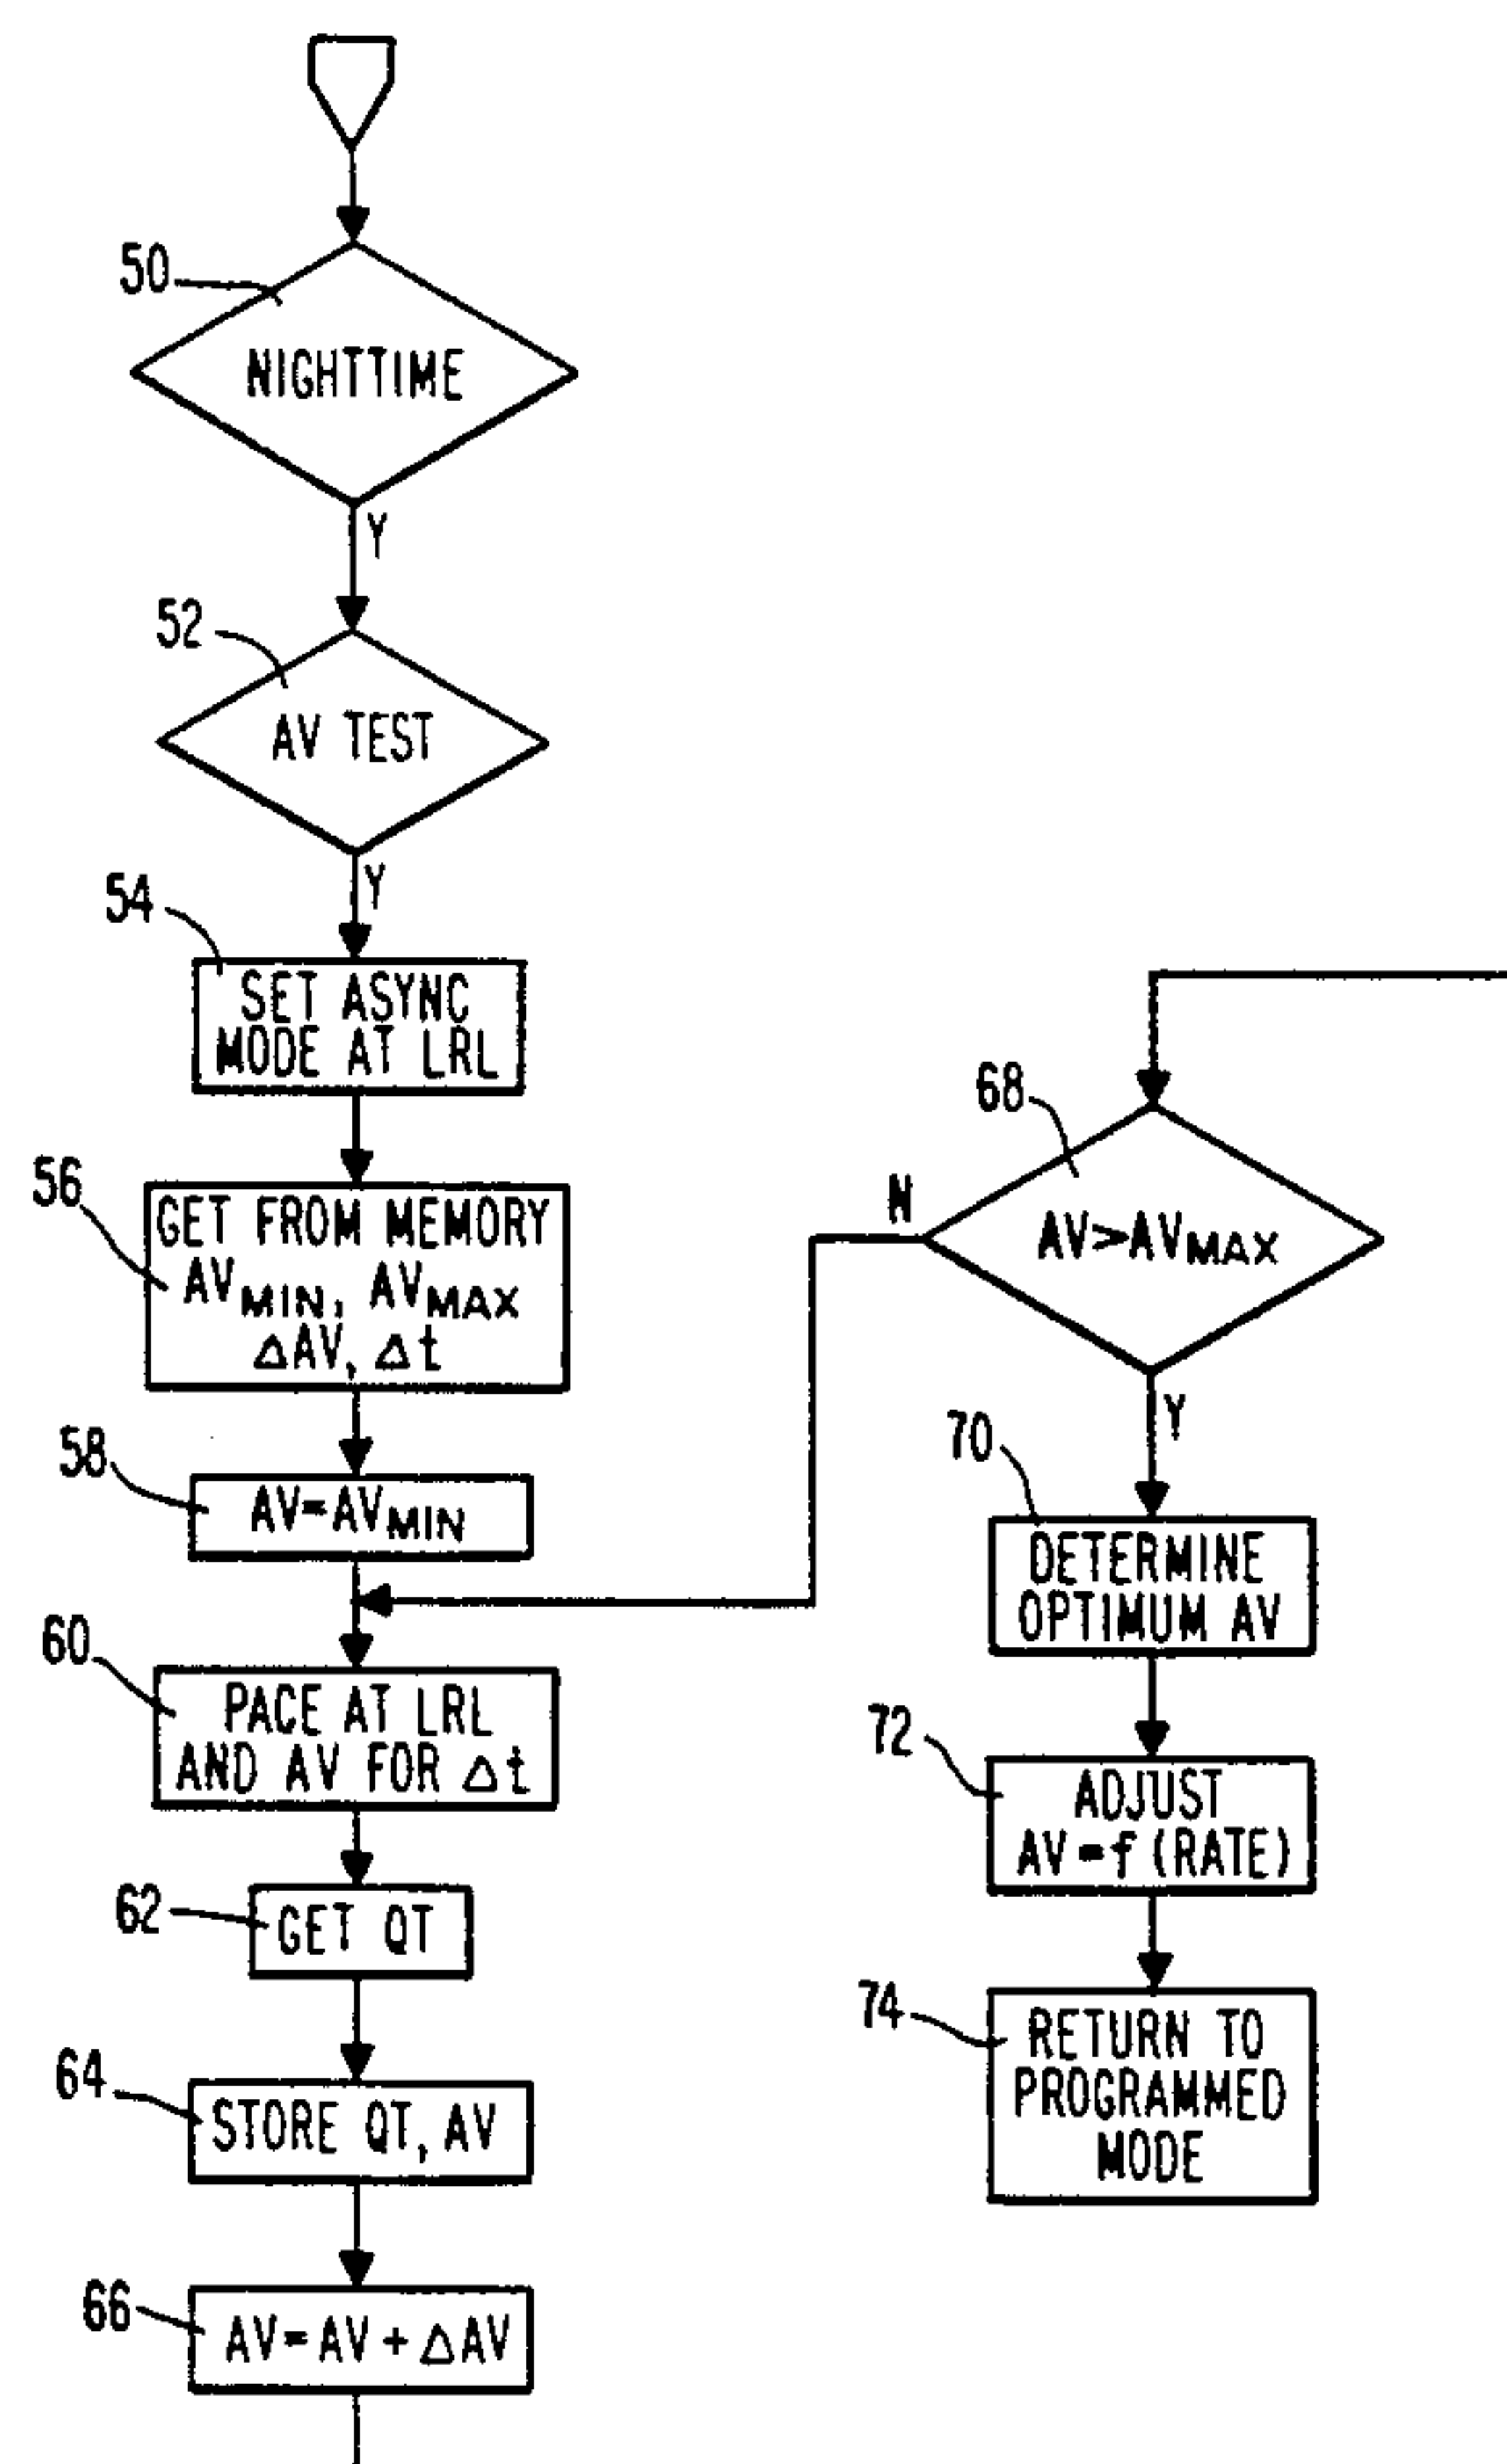 50
NIGHTTIME
Y
52
AV TEST
Y
54
SET ASYNC
MODE AT LRL
56
GET FROM MEMORY
AVMIN, AVMAX
ΔAV, Δt
58
AV=AVMIN
60
PACE AT LRL
AND AV FOR Δt
62
GET QT
64
STORE QT, AV
66
AV=AV+ΔAV
68
N
AV>AVMAX
Y
70
DETERMINE
OPTIMUM AV
72
ADJUST
AV=f(RATE)
74
RETURN TO
PROGRAMMED
MODE